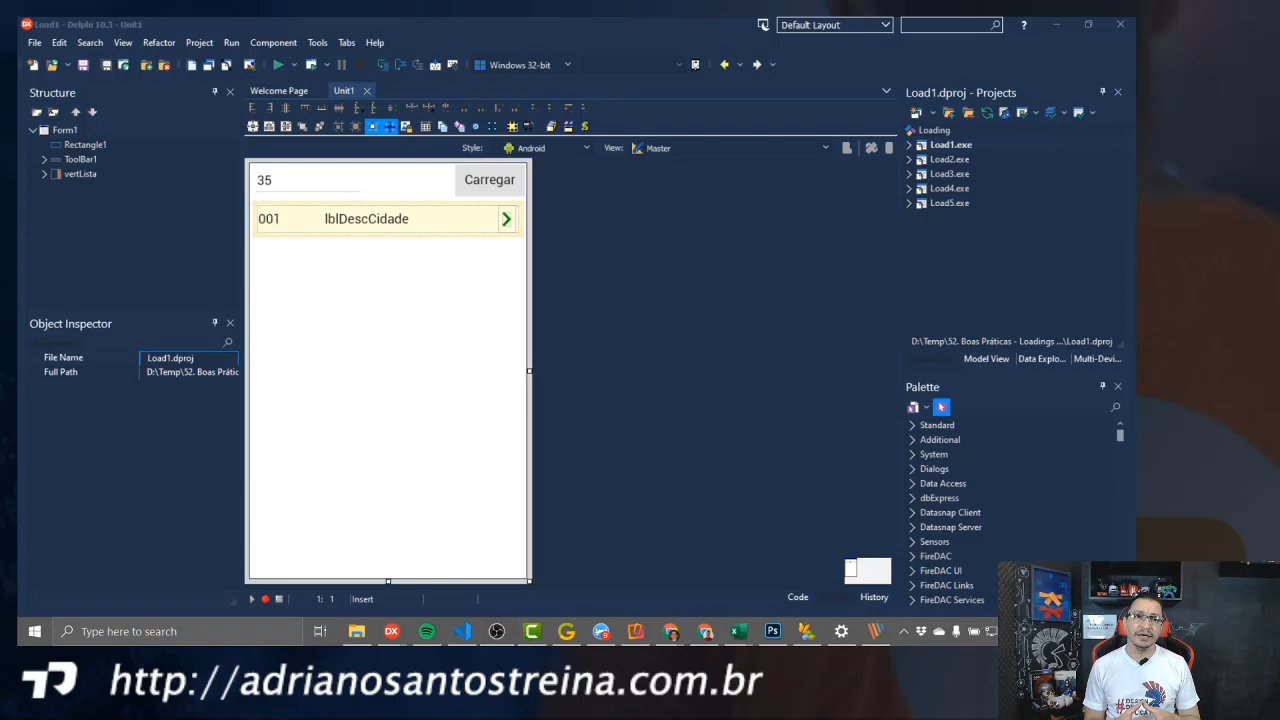 Load1 - Delphi 10.3 - Unit1
Default Layout
?
File Edit Search View Refactor Project Run Component Tools Tabs Help
Windows 32-bit
Structure
Welcome Page
Unit1
Load1.dproj - Projects
Form1
Rectangle1
ToolBar1
vertLista
Style:
Android
View:
Master
Loading
Load1.exe
Load2.exe
Load3.exe
Load4.exe
Load5.exe
35
Carregar
001
lblDescCidade
Object Inspector
File Name
Load1.dproj
Full Path
D:\Temp\52. Boas Prátic
D:\Temp\52. Boas Práticas - Loadings ...\Load1.dproj
Model View
Data Explo...
Multi-Devi...
Palette
Standard
Additional
System
Dialogs
Data Access
dbExpress
Datasnap Client
Datasnap Server
Sensors
FireDAC
FireDAC UI
FireDAC Links
FireDAC Services
1: 1
Insert
Code
History
Type here to search
http://adrianosantostreina.com.br